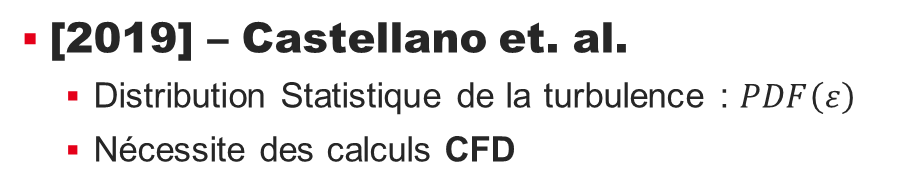 ▪ [2019] – Castellano et. al.
▪ Distribution Statistique de la turbulence : 𝑃𝐷𝐹(𝜀)
▪ Nécessite des calculs CFD